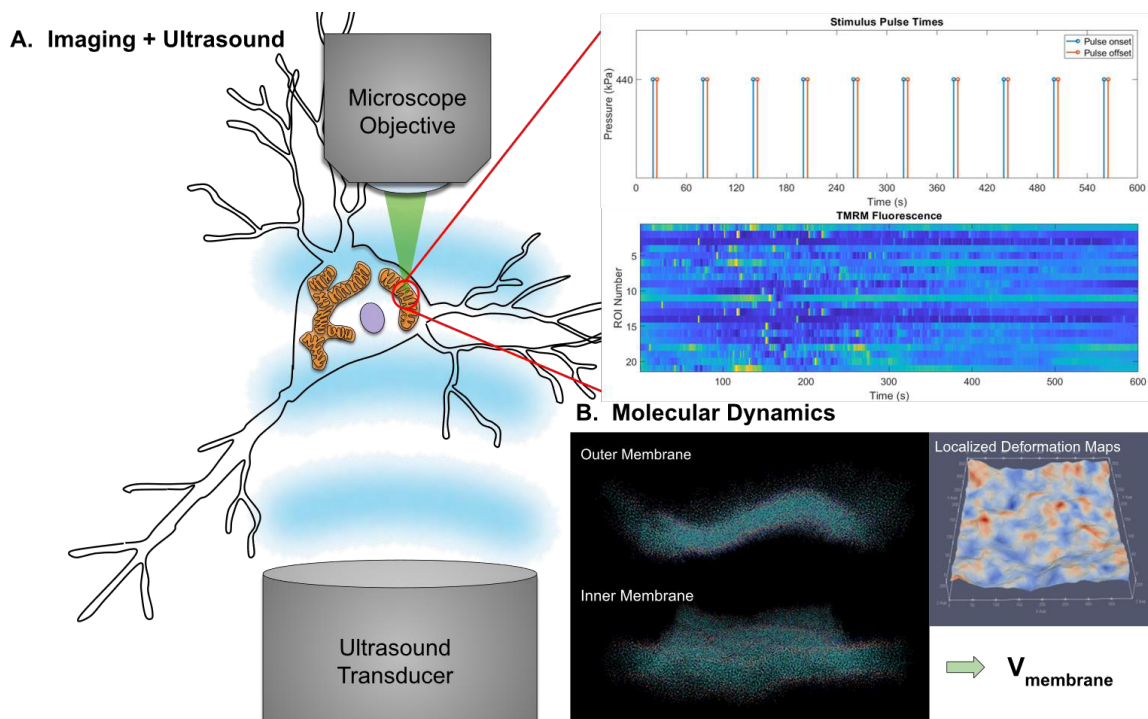 A. Imaging + Ultrasound
Microscope
Objective
Ultrasound
Transducer
Stimulus Pulse Times
Pulse onset
Pulse offset
440
Pressure (kPa)
0 60 120 180 240 300 360 420 480 540 600
Time (s)
TMRM Fluorescence
5
10
15
20
ROI Number
100 200 300 400 500 600
Time (s)
B. Molecular Dynamics
Outer Membrane
Inner Membrane
Localized Deformation Maps
V membrane